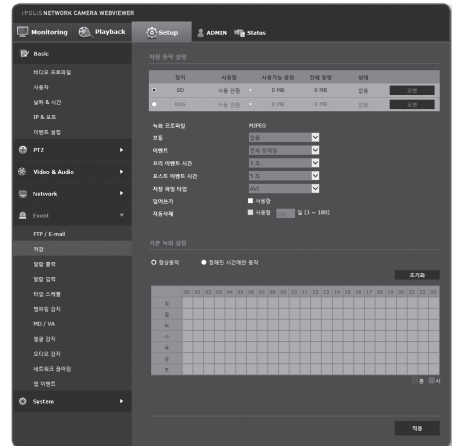 iPOLIS NETWORK CAMERA WEBVIEWER
Monitoring Playback Setup ADMIN Status
Basic
비디오 프로파일
사용자
날짜 & 시간
IP & 포트
이벤트 설정
PTZ
Video & Audio
Network
Event
FTP / E-mail
저장
알람 출력
알람 입력
타임 스케줄
탬퍼링 감지
MD / VA
얼굴 감지
오디오 감지
네트워크 끊어짐
앱 이벤트
System
저장 동작 설정
장치 사용함 사용가능 용량 전체 용량 상태
SD 사용 안함 0 MB 0 MB 없음 포맷
NAS 사용 안함 0 MB 0 MB 없음 포맷
녹화 프로파일 MJPEG
보통 없음
이벤트 전체 프레임
프리 이벤트 시간 3 초
포스트 이벤트 시간 5 초
저장 파일 타입 AVI
덮어쓰기 사용함
자동삭제 사용함 일 (1 ~ 180)
기본 녹화 설정
항상동작 정해진 시간에만 동작
초기화
00 01 02 03 04 05 06 07 08 09 10 11 12 13 14 15 16 17 18 19 20 21 22 23
일
월
화
수
목
금
토
분 시
적용